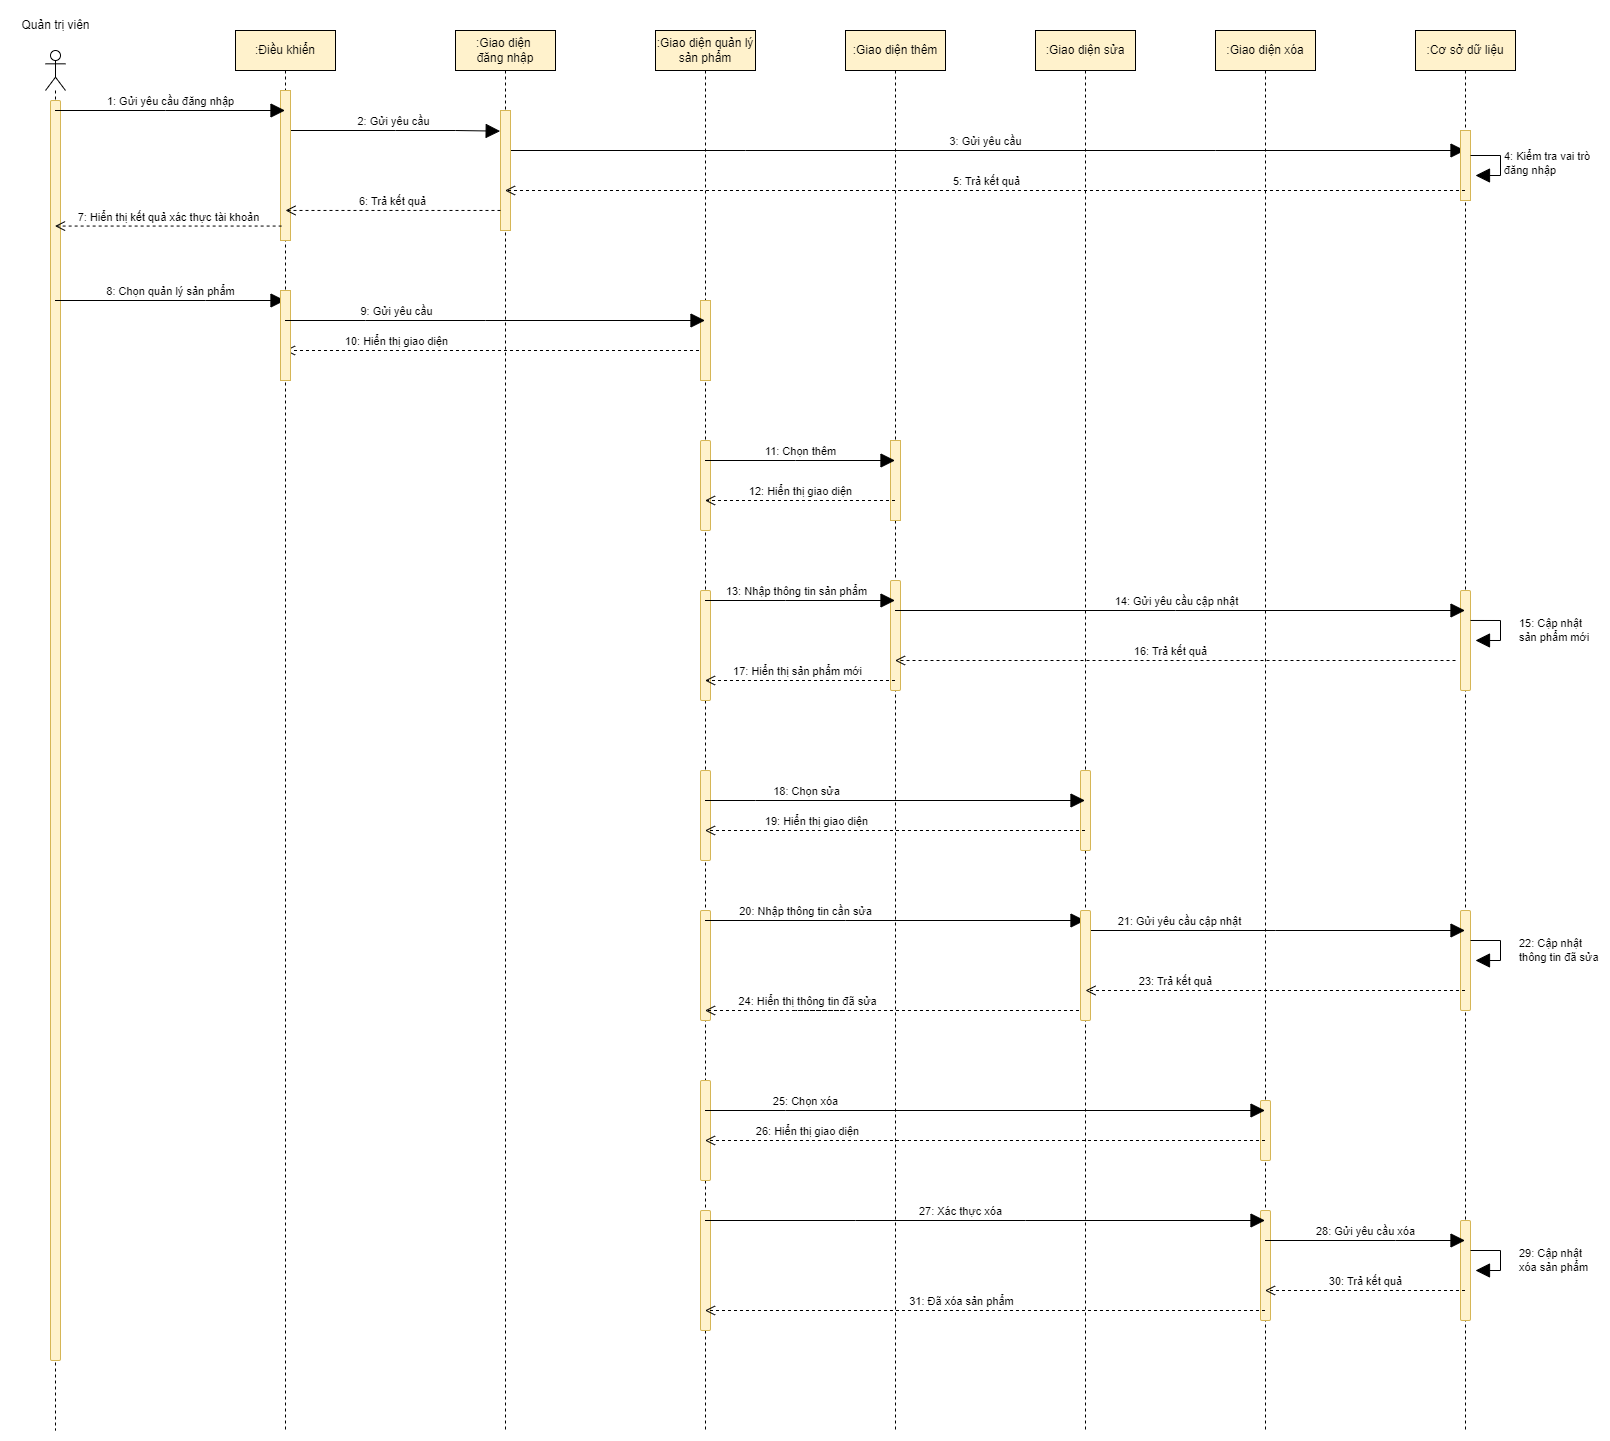 Quản trị viên
:Điều khiển
:Giao diện
đăng nhập
:Giao diện quản lý
sản phẩm
:Giao diện thêm
:Giao diện sửa
:Giao diện xóa
:Cơ sở dữ liệu
1: Gửi yêu cầu đăng nhập
2: Gửi yêu cầu
3: Gửi yêu cầu
4: Kiểm tra vai trò
đăng nhập
5: Trả kết quả
6: Trả kết quả
7: Hiển thị kết quả xác thực tài khoản
8: Chọn quản lý sản phẩm
9: Gửi yêu cầu
10: Hiển thị giao diện
11: Chọn thêm
12: Hiển thị giao diện
13: Nhập thông tin sản phẩm
14: Gửi yêu cầu cập nhật
15: Cập nhật
sản phẩm mới
16: Trả kết quả
17: Hiển thị sản phẩm mới
18: Chọn sửa
19: Hiển thị giao diện
20: Nhập thông tin cần sửa
21: Gửi yêu cầu cập nhật
22: Cập nhật
thông tin đã sửa
23: Trả kết quả
24: Hiển thị thông tin đã sửa
25: Chọn xóa
26: Hiển thị giao diện
27: Xác thực xóa
28: Gửi yêu cầu xóa
29: Cập nhật
xóa sản phẩm
30: Trả kết quả
31: Đã xóa sản phẩm